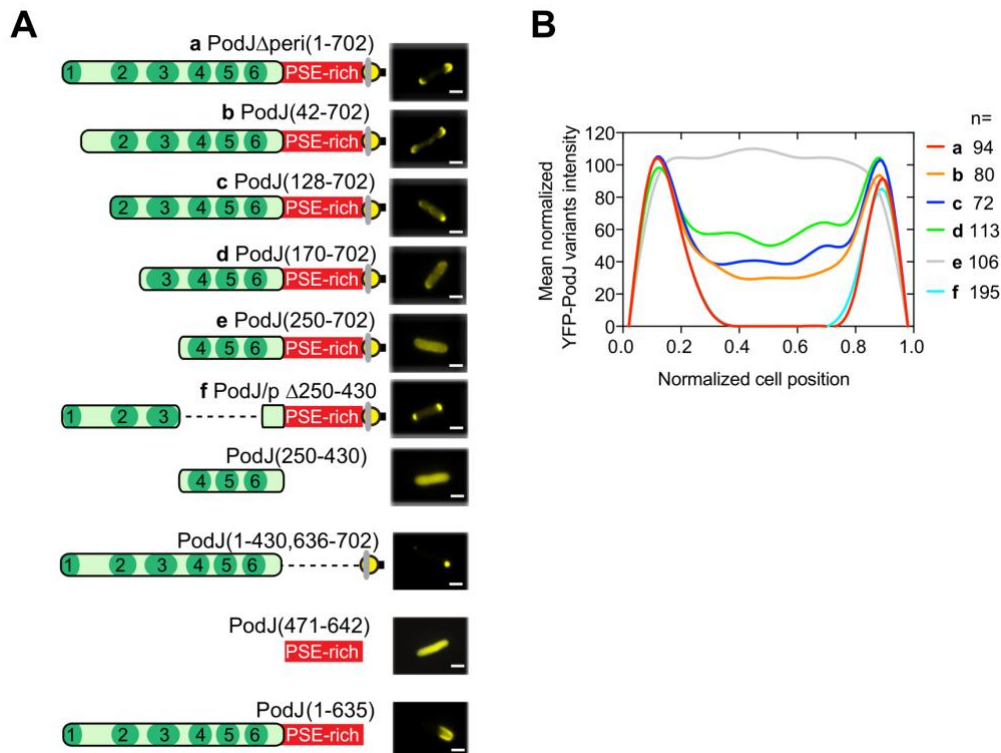 A
a PodJΔperi(1-702)
1 2 3 4 5 6 PSE-rich
b PodJ(42-702)
2 3 4 5 6 PSE-rich
c PodJ(128-702)
2 3 4 5 6 PSE-rich
d PodJ(170-702)
3 4 5 6 PSE-rich
e PodJ(250-702)
4 5 6 PSE-rich
f PodJ/p Δ250-430
1 2 3 PSE-rich
PodJ(250-430)
4 5 6
PodJ(1-430,636-702)
1 2 3 4 5 6
PodJ(471-642)
PSE-rich
PodJ(1-635)
1 2 3 4 5 6 PSE-rich
B
Mean normalized
YFP-PodJ variants intensity
120
100
80
60
40
20
0
0.0 0.2 0.4 0.6 0.8 1.0
Normalized cell position
n=
a 94
b 80
c 72
d 113
e 106
f 195